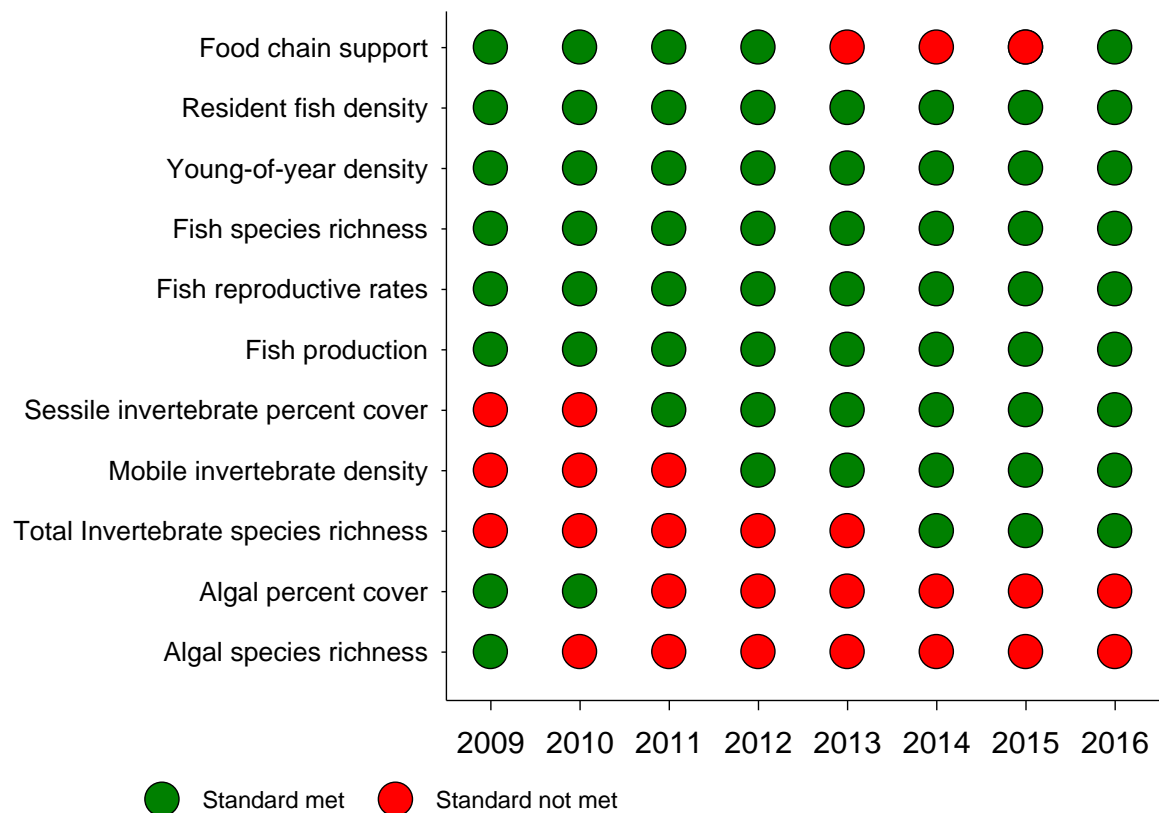 Food chain support
Resident fish density
Young-of-year density
Fish species richness
Fish reproductive rates
Fish production
Sessile invertebrate percent cover
Mobile invertebrate density
Total Invertebrate species richness
Algal percent cover
Algal species richness
2009 2010 2011 2012 2013 2014 2015 2016
Standard met Standard not met